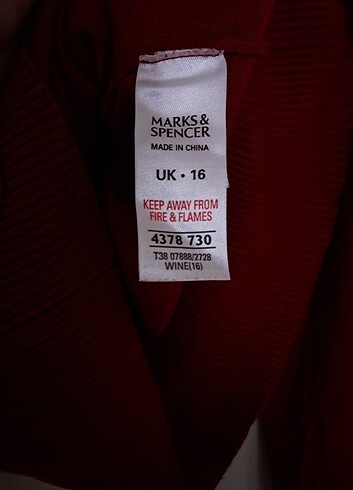 MARKS &
SPENCER
MADE IN CHINA
UK • 16
KEEP AWAY FROM
FIRE & FLAMES
4378 730
T38 07888/2728
WINE(16)